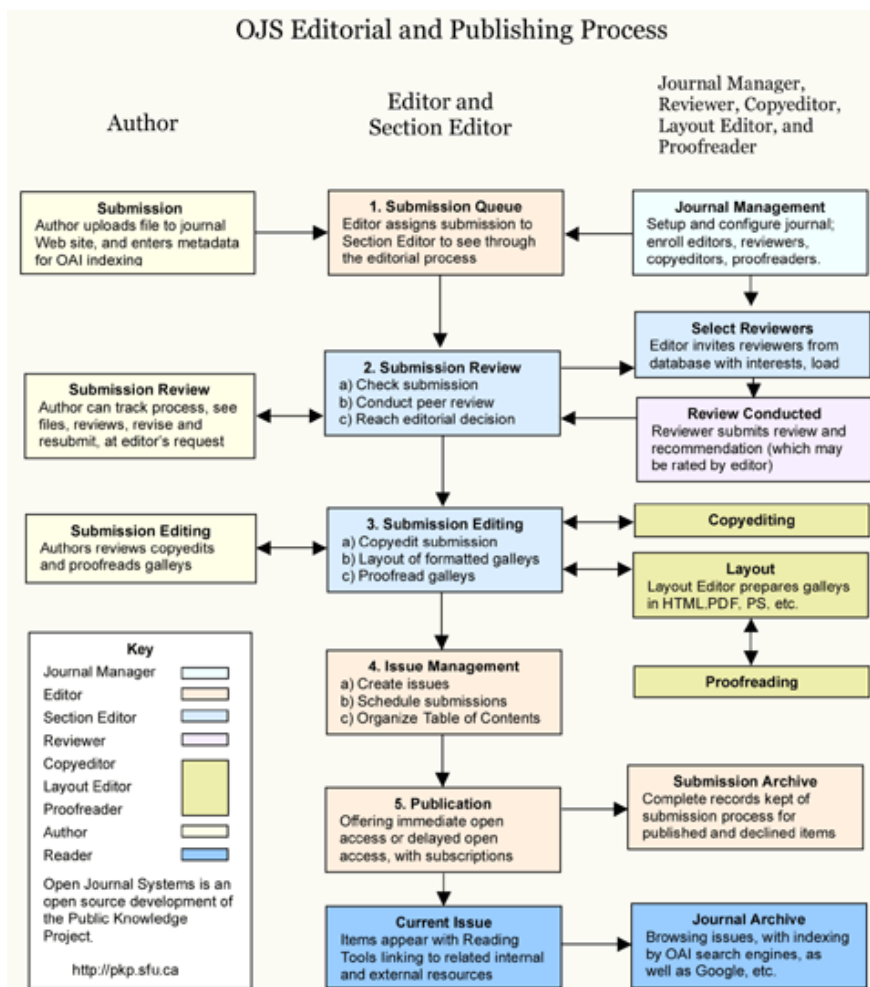 OJS Editorial and Publishing Process
Author
Editor and
Section Editor
Journal Manager,
Reviewer, Copyeditor,
Layout Editor, and
Proofreader
Submission
Author uploads file to journal
Web site, and enters metadata
for OAI indexing
1. Submission Queue
Editor assigns submission to
Section Editor to see through
the editorial process
Journal Management
Setup and configure journal;
enroll editors, reviewers,
copyeditors, proofreaders.
Select Reviewers
Editor invites reviewers from
database with interests, load
Submission Review
Author can track process, see
files, reviews, revise and
resubmit, at editor's request
2. Submission Review
a) Check submission
b) Conduct peer review
c) Reach editorial decision
Review Conducted
Reviewer submits review and
recommendation (which may
be rated by editor)
Submission Editing
Authors reviews copyedits
and proofreads galleys
3. Submission Editing
a) Copyedit submission
b) Layout of formatted galleys
c) Proofread galleys
Copyediting
Layout
Layout Editor prepares galleys
in HTML.PDF, PS, etc.
Proofreading
Key
Journal Manager
Editor
Section Editor
Reviewer
Copyeditor
Layout Editor
Proofreader
Author
Reader
Open Journal Systems is an
open source development of
the Public Knowledge
Project.
http://pkp.sfu.ca
4. Issue Management
a) Create issues
b) Schedule submissions
c) Organize Table of Contents
5. Publication
Offering immediate open
access or delayed open
access, with subscriptions
Submission Archive
Complete records kept of
submission process for
published and declined items
Current Issue
Items appear with Reading
Tools linking to related internal
and external resources
Journal Archive
Browsing issues, with indexing
by OAI search engines, as
well as Google, etc.